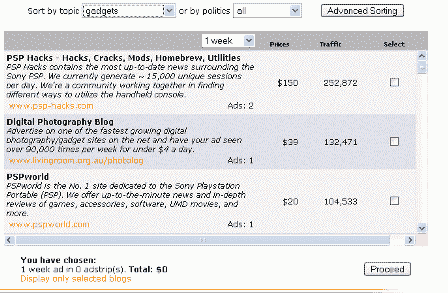 Sort by topic gadgets or by politics all Advanced Sorting
1 week Prices Traffic Select
PSP Hacks - Hacks, Cracks, Mods, Homebrew, Utilities
PSP Hacks contains the most up-to-date news surrounding the
Sony PSP. We currently generate ~ 15,000 unique sessions
per day. We're a community working together in finding
different ways to utilize the handheld console.
$150 252,872
www.psp-hacks.com Ads: 2
Digital Photography Blog
Advertise on one of the fastest growing digital
photography/gadget sites on the net and have your ad seen
over 90,000 times per week for under $4 a day.
$39 132,471
www.livingroom.org.au/photolog Ads: 1
PSPworld
PSPworld is the No. 1 site dedicated to the Sony Playstation
Portable (PSP). We offer up-to-the-minute news and in-depth
reviews of games, accessories, software, UMD movies, and
more.
$20 104,533
www.pspworld.com Ads: 1
You have chosen:
1 week ad in 0 adstrip(s). Total: $0
Display only selected blogs
Proceed